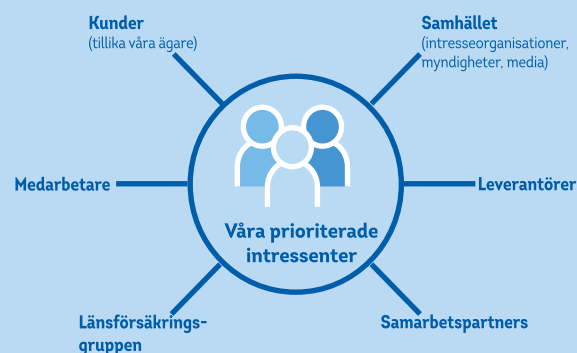 Kunder
(tillika våra ägare)
Samhället
(intresseorganisationer,
myndigheter, media)
Medarbetare
Leverantörer
Våra prioriterade
intressenter
Länsförsäkrings-
gruppen
Samarbetspartners